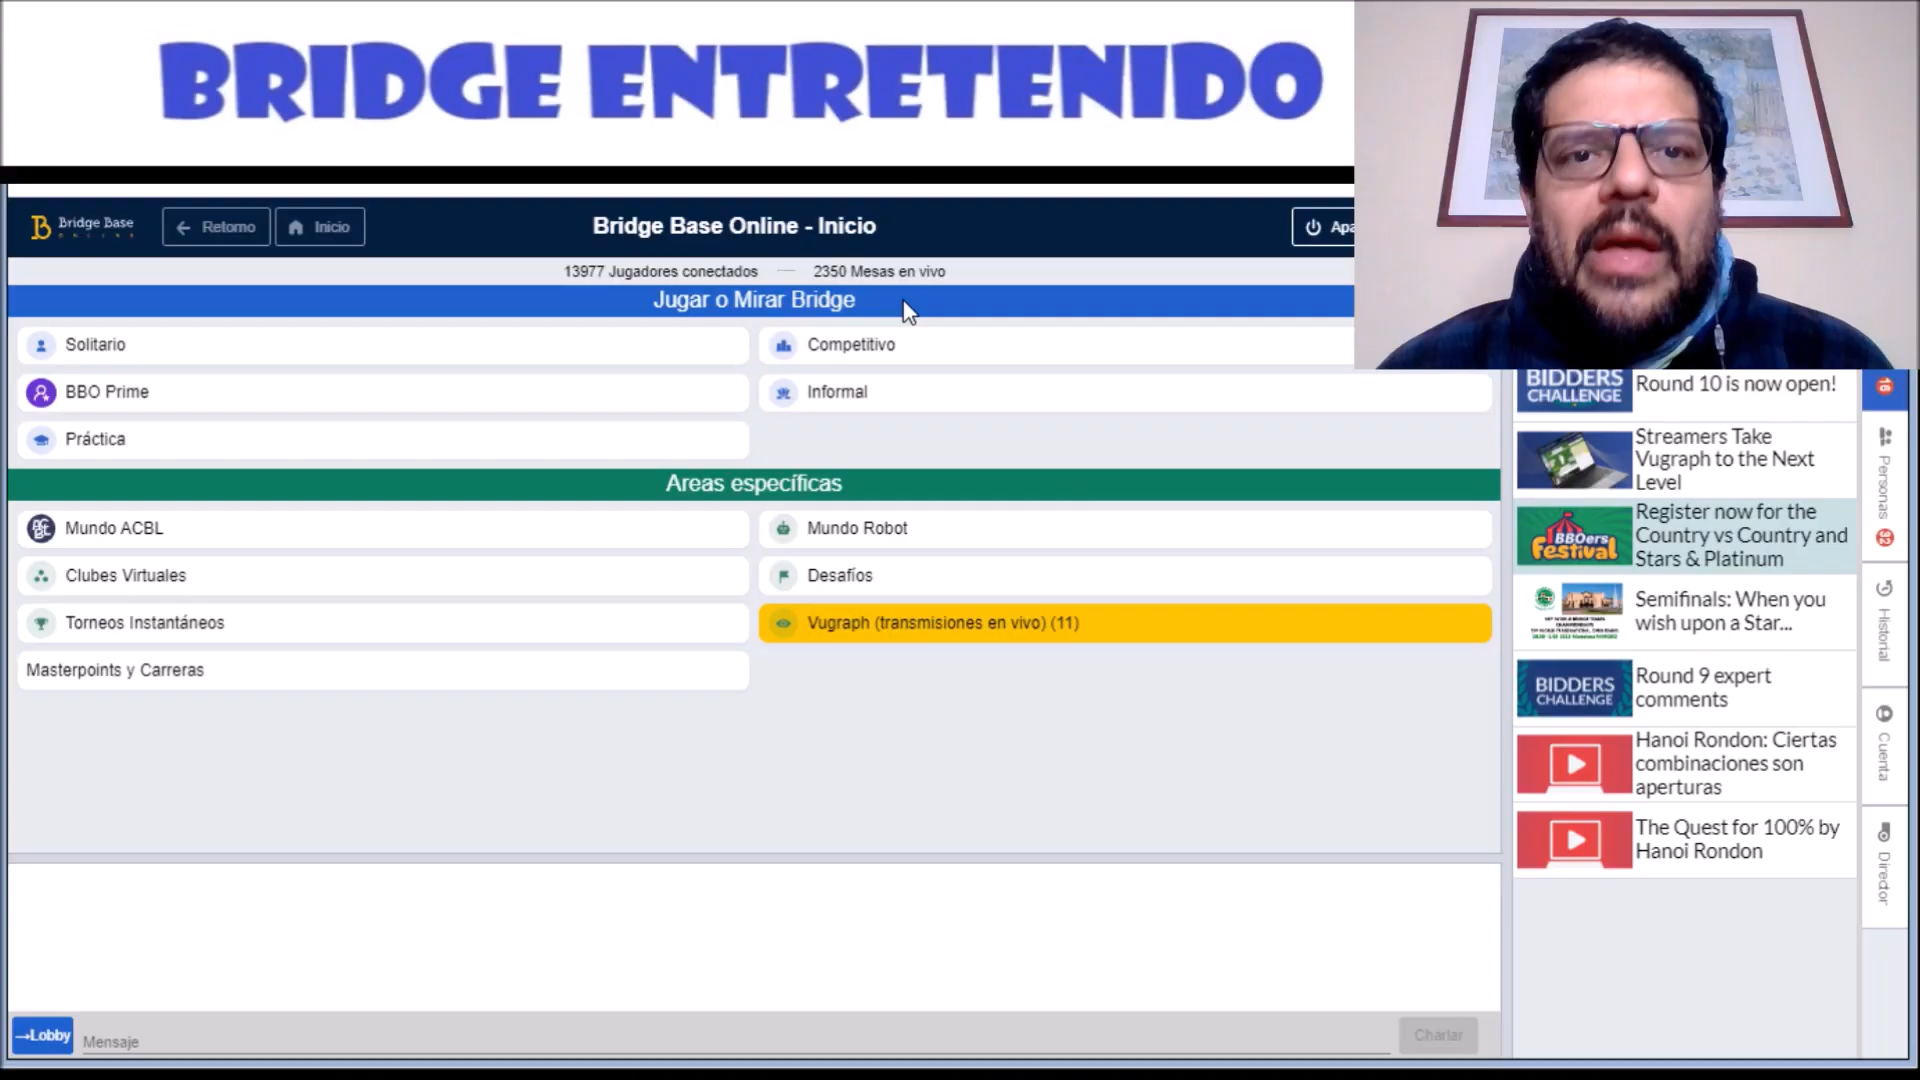 BRIDGE ENTRETENIDO
Bridge Base
ONLINE
Retorno
Inicio
Bridge Base Online - Inicio
Apa
13977 Jugadores conectados — 2350 Mesas en vivo
Jugar o Mirar Bridge
Solitario
Competitivo
BBO Prime
Informal
Práctica
Areas específicas
Mundo ACBL
Mundo Robot
Clubes Virtuales
Desafíos
Torneos Instantáneos
Vugraph (transmisiones en vivo) (11)
Masterpoints y Carreras
BIDDERS
CHALLENGE
Round 10 is now open!
Streamers Take
Vugraph to the Next
Level
BBOers
Festival
Register now for the
Country vs Country and
Stars & Platinum
Semifinals: When you
wish upon a Star...
BIDDERS
CHALLENGE
Round 9 expert
comments
Hanoi Rondon: Ciertas
combinaciones son
aperturas
The Quest for 100% by
Hanoi Rondon
16
Personas
Historial
Cuenta
Director
→Lobby
Mensaje
Charlar